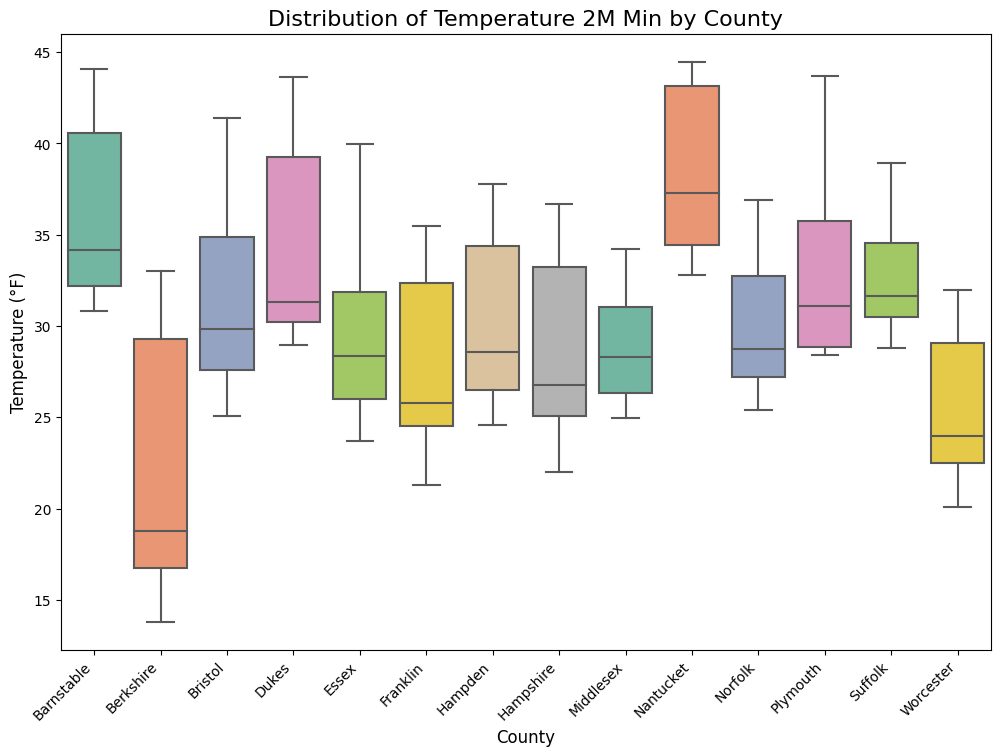 Distribution of Temperature 2M Min by County
Temperature (°F)
45
40
35
30
25
20
15
Barnstable
Berkshire
Bristol
Dukes
Essex
Franklin
Hampden
Hampshire
Middlesex
Nantucket
Norfolk
Plymouth
Suffolk
Worcester
County